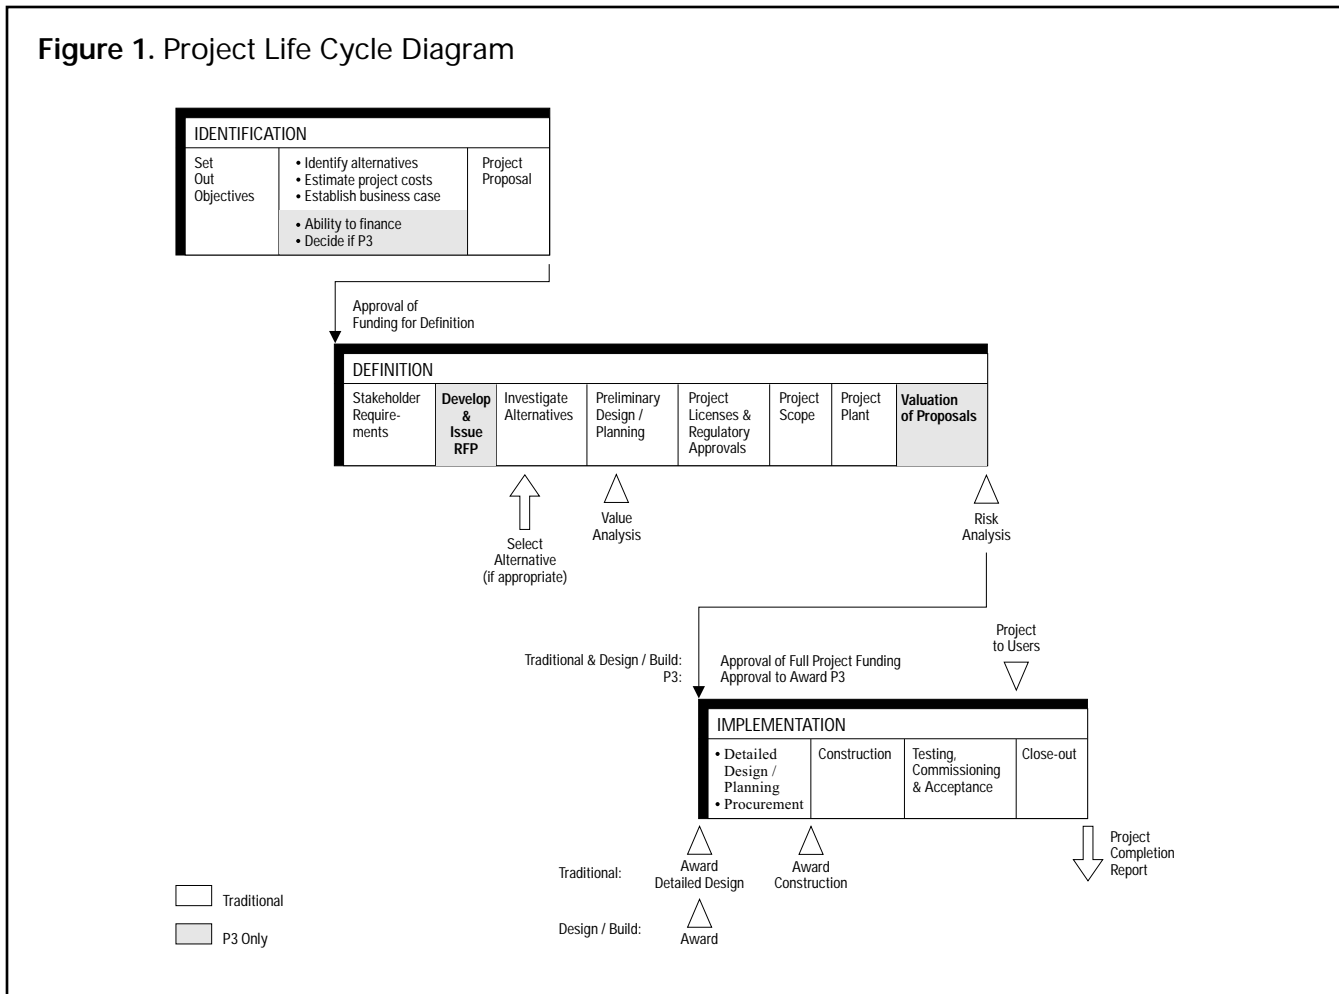 Figure 1. Project Life Cycle Diagram
IDENTIFICATION
Set
Out
Objectives
• Identify alternatives
• Estimate project costs
• Establish business case
• Ability to finance
• Decide if P3
Project
Proposal
Approval of
Funding for Definition
DEFINITION
Stakeholder
Require-
ments
Develop
&
Issue
RFP
Investigate
Alternatives
Preliminary
Design /
Planning
Project
Licenses &
Regulatory
Approvals
Project
Scope
Project
Plant
Valuation
of Proposals
Select
Alternative
(if appropriate)
Value
Analysis
Risk
Analysis
Project
to Users
Traditional & Design / Build: Approval of Full Project Funding
P3: Approval to Award P3
IMPLEMENTATION
• Detailed
Design /
Planning
• Procurement
Construction
Testing,
Commissioning
& Acceptance
Close-out
Project
Completion
Report
Traditional:
Award
Detailed Design
Award
Construction
Design / Build:
Award
Traditional
P3 Only